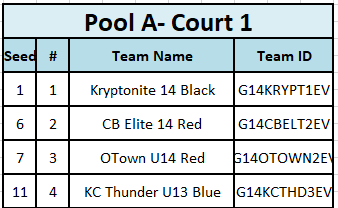 Pool A- Court 1
Seed # Team Name Team ID
1 1 Kryptonite 14 Black G14KRYPT1EV
6 2 CB Elite 14 Red G14CBELT2EV
7 3 OTown U14 Red G14OTOWN2EV
11 4 KC Thunder U13 Blue G14KCTHD3EV